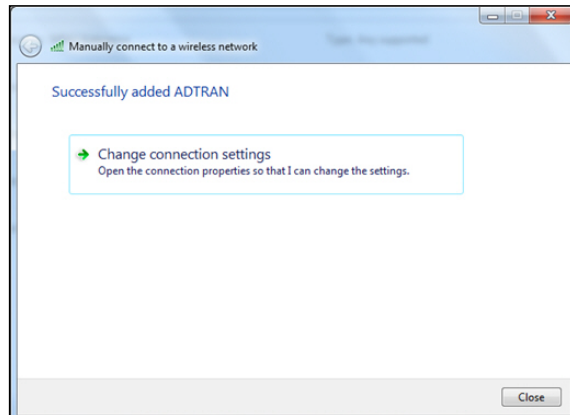 Manually connect to a wireless network
Successfully added ADTRAN
Change connection settings
Open the connection properties so that I can change the settings.
Close